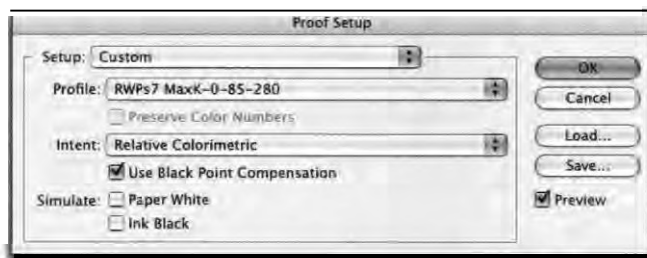 Proof Setup
Setup: Custom
OK
Profile: RWPs7 MaxK-0-85-280
Cancel
Preserve Color Numbers
Intent: Relative Colorimetric
Load...
Use Black Point Compensation
Save...
Simulate: Paper White
Preview
Ink Black